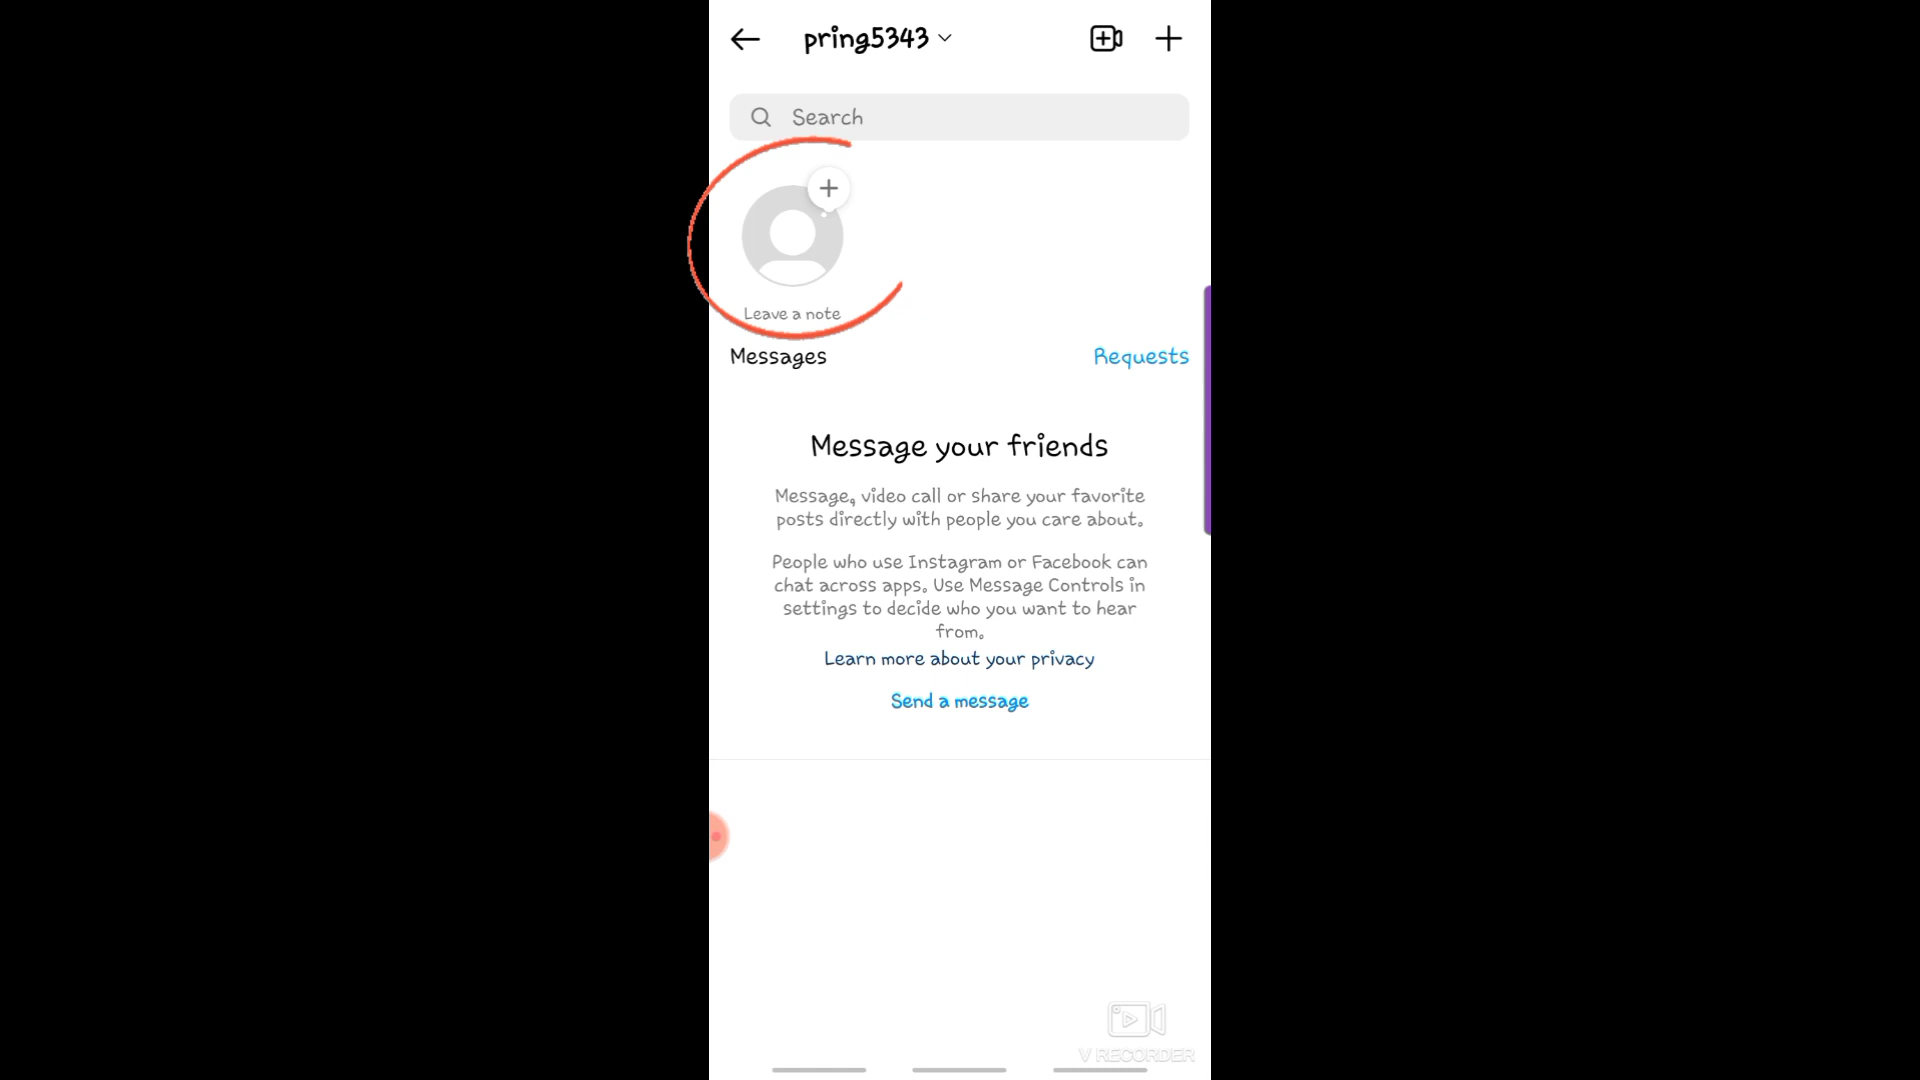 pring5343
Search
Leave a note
Messages
Requests
Message your friends
Message, video call or share your favorite
posts directly with people you care about.
People who use Instagram or Facebook can
chat across apps. Use Message Controls in
settings to decide who you want to hear
from.
Learn more about your privacy
Send a message
V RECORDER